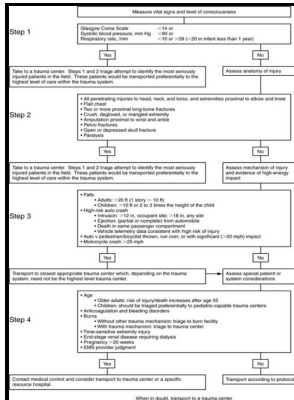 Measure vital signs and level of consciousness
Step 1
Glasgow Coma Scale <14 or
Systolic blood pressure, mm Hg <90 or
Respiratory rate, /min <10 or >29 (<20 in infant less than 1 year)
Yes
No
Take to a trauma center. Steps 1 and 2 triage attempt to identify the most seriously
injured patients in the field. These patients would be transported preferentially to the
highest level of care within the trauma system.
Assess anatomy of injury
Step 2
• All penetrating injuries to head, neck, and torso, and extremities proximal to elbow and knee
• Flail chest
• Two or more proximal long-bone fractures
• Crush, degloved, or mangled extremity
• Amputation proximal to wrist and ankle
• Pelvic fractures
• Open or depressed skull fracture
• Paralysis
Yes
No
Take to a trauma center. Steps 1 and 2 triage attempt to identify the most seriously
injured patients in the field. These patients would be transported preferentially to the
highest level of care within the trauma system.
Assess mechanism of injury
and evidence of high-energy
impact
Step 3
• Falls
• Adults: >20 ft (1 story = 10 ft)
• Children: >10 ft or 2 to 3 times the height of the child
• High-risk auto crash
• Intrusion: >12 in, occupant site; >18 in, any site
• Ejection: (partial or complete) from automobile
• Death in same passenger compartment
• Vehicle telemetry data consistent with high risk of injury
• Auto v pedestrian/bicyclist thrown, run over, or with significant (>20 mph) impact
• Motorcycle crash >20 mph
Yes
No
Transport to closest appropriate trauma center which, depending on the trauma
system, need not be the highest level trauma center.
Assess special patient or
system considerations
Step 4
• Age
• Older adults: risk of injury/death increases after age 55
• Children: should be triaged preferentially to pediatric-capable trauma centers
• Anticoagulation and bleeding disorders
• Burns
• Without other trauma mechanism: triage to burn facility
• With trauma mechanism: triage to trauma center
• Time-sensitive extremity injury
• End-stage renal disease requiring dialysis
• Pregnancy >20 weeks
• EMS provider judgment
Yes
No
Contact medical control and consider transport to trauma center or a specific
resource hospital.
Transport according to protocol
When in doubt, transport to a trauma center